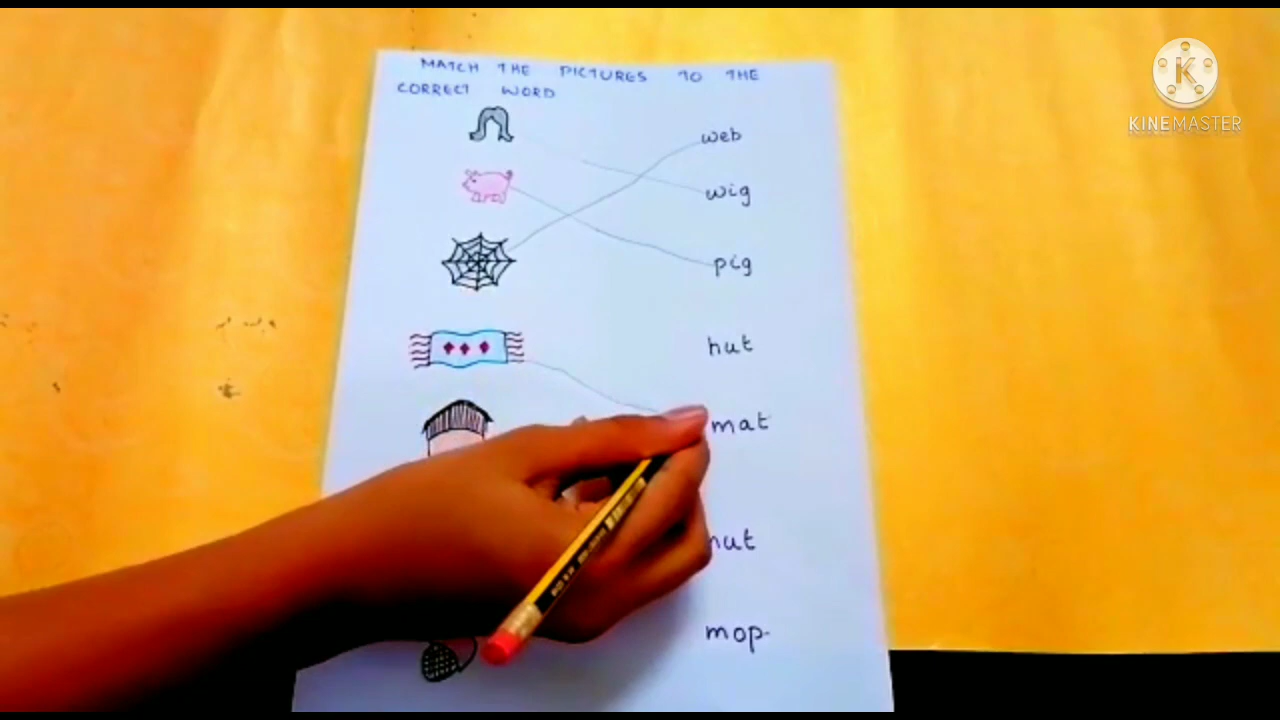 MATCH THE PICTURES TO THE
CORRECT WORD
web
wig
pig
hut
mat
mop
KINEMASTER